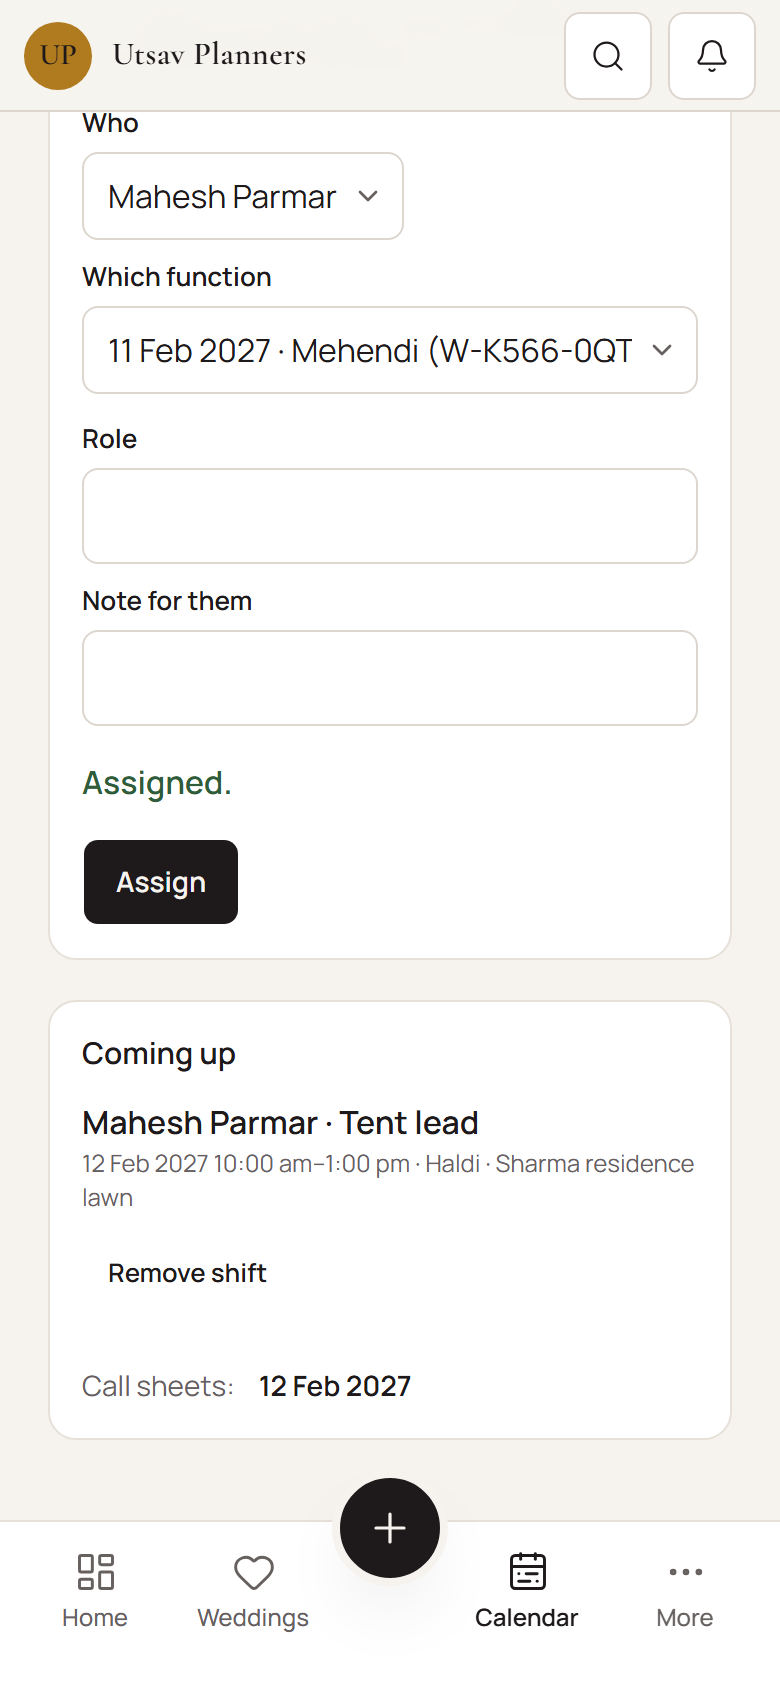 UP
Utsav Planners
Who
Mahesh Parmar
Which function
11 Feb 2027 · Mehendi (W-K566-0QT
Role
Note for them
Assigned.
Assign
Coming up
Mahesh Parmar · Tent lead
12 Feb 2027 10:00 am–1:00 pm · Haldi · Sharma residence
lawn
Remove shift
Call sheets: 12 Feb 2027
Home
Weddings
Calendar
More